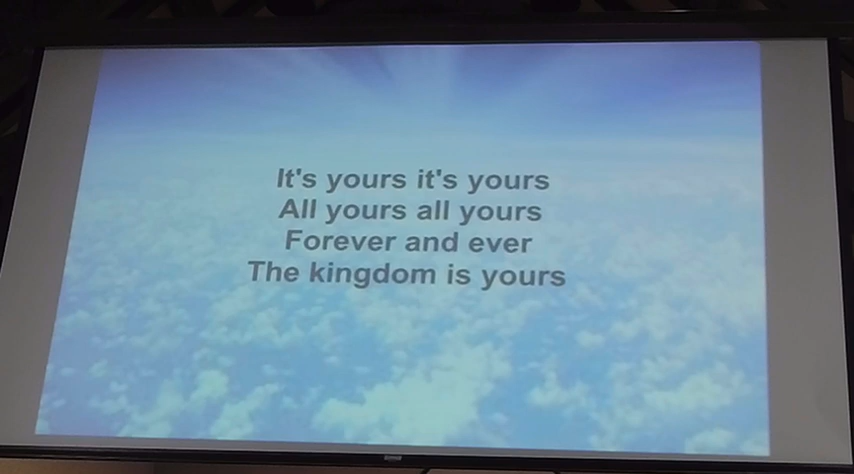 It's yours it's yours
All yours all yours
Forever and ever
The kingdom is yours